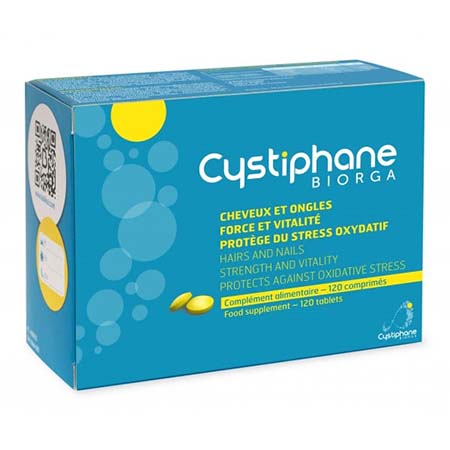 Cystiphane
BIORGA
CHEVEUX ET ONGLES
FORCE ET VITALITÉ
PROTÈGE DU STRESS OXYDATIF
HAIRS AND NAILS
STRENGTH AND VITALITY
PROTECTS AGAINST OXIDATIVE STRESS
Complément alimentaire – 120 comprimés
Food supplement – 120 tablets
Cystiphane
BIORGA